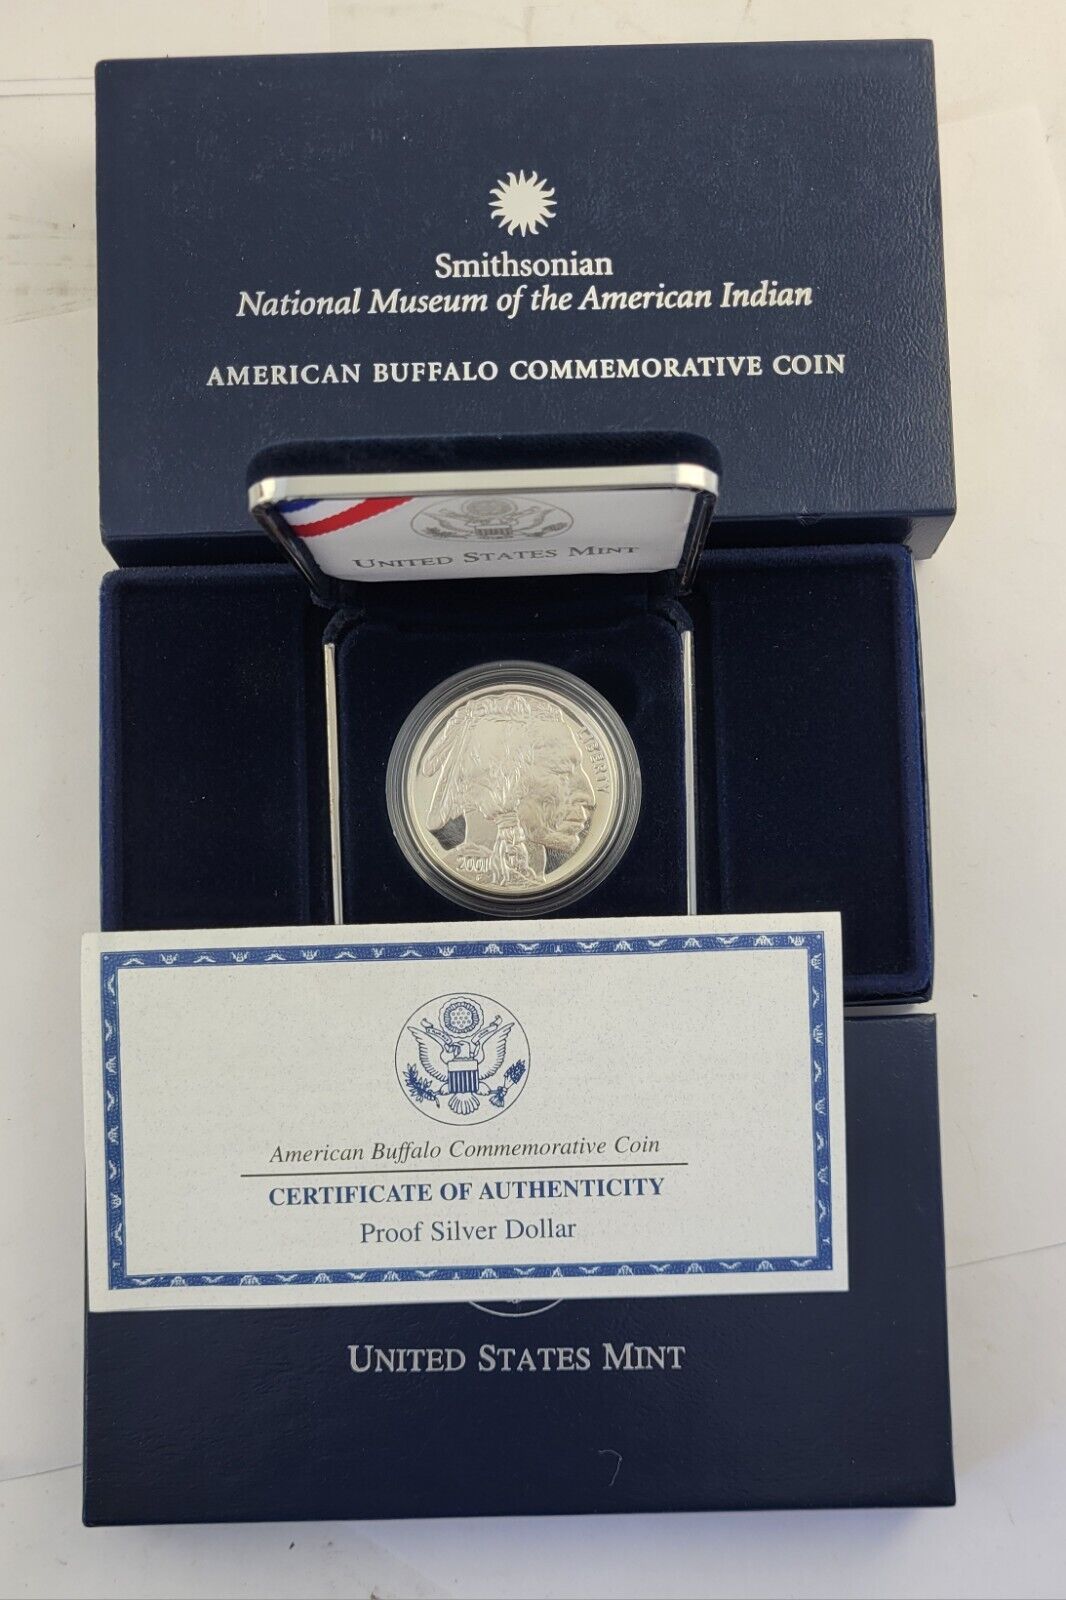 Smithsonian
National Museum of the American Indian
AMERICAN BUFFALO COMMEMORATIVE COIN
UNITED STATES MINT
LIBERTY
2001
F
American Buffalo Commemorative Coin
CERTIFICATE OF AUTHENTICITY
Proof Silver Dollar
UNITED STATES MINT